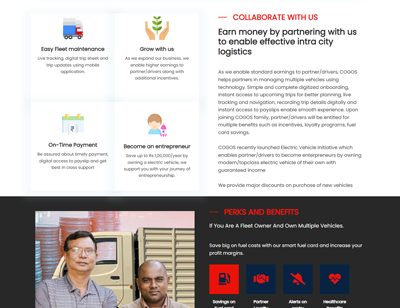 Easy Fleet maintenance
Live tracking, digital trip sheet and
trip updates using mobile
application.
Grow with us
As we expand our business, we
enable higher earning to
partner/drivers along with
additional incentives.
On-Time Payment
Be assured about timely payment,
digital access to payslip and get
best in class support
Become an entrepreneur
Save up to Rs 1,00,000/year by
owning a electric vehicle, we
support you with your journey of
entrepreneurship.
COLLABORATE WITH US
Earn money by partnering with us
to enable effective intra city
logistics
As we enable standard earnings to partner/drivers, COGOS
helps partners in managing multiple vehicles using
technology. Simple and complete digitized onboarding,
Instant access to upcoming trips for better planning, live
tracking and navigation, recording trip details digitally and
instant access to payslips enable smooth experience. Upon
joining COGOS family, partner/drivers will be entitled for
multiple benefits such as incentives, loyalty programs, fuel
card savings.
COGOS recently launched Electric Vehicle Initiative which
enables partner/drivers to become enterpreneurs by owning
modern/topclass electric vehicle of their own with
guaranteed income
We provide major discounts on purchase of new vehicles
PERKS AND BENEFITS
If You Are A Fleet Owner And Own Multiple Vehicles.
Save big on fuel costs with our smart fuel card and increase your
profit margins.
Savings on
Partner
Alerts on
Healthcare